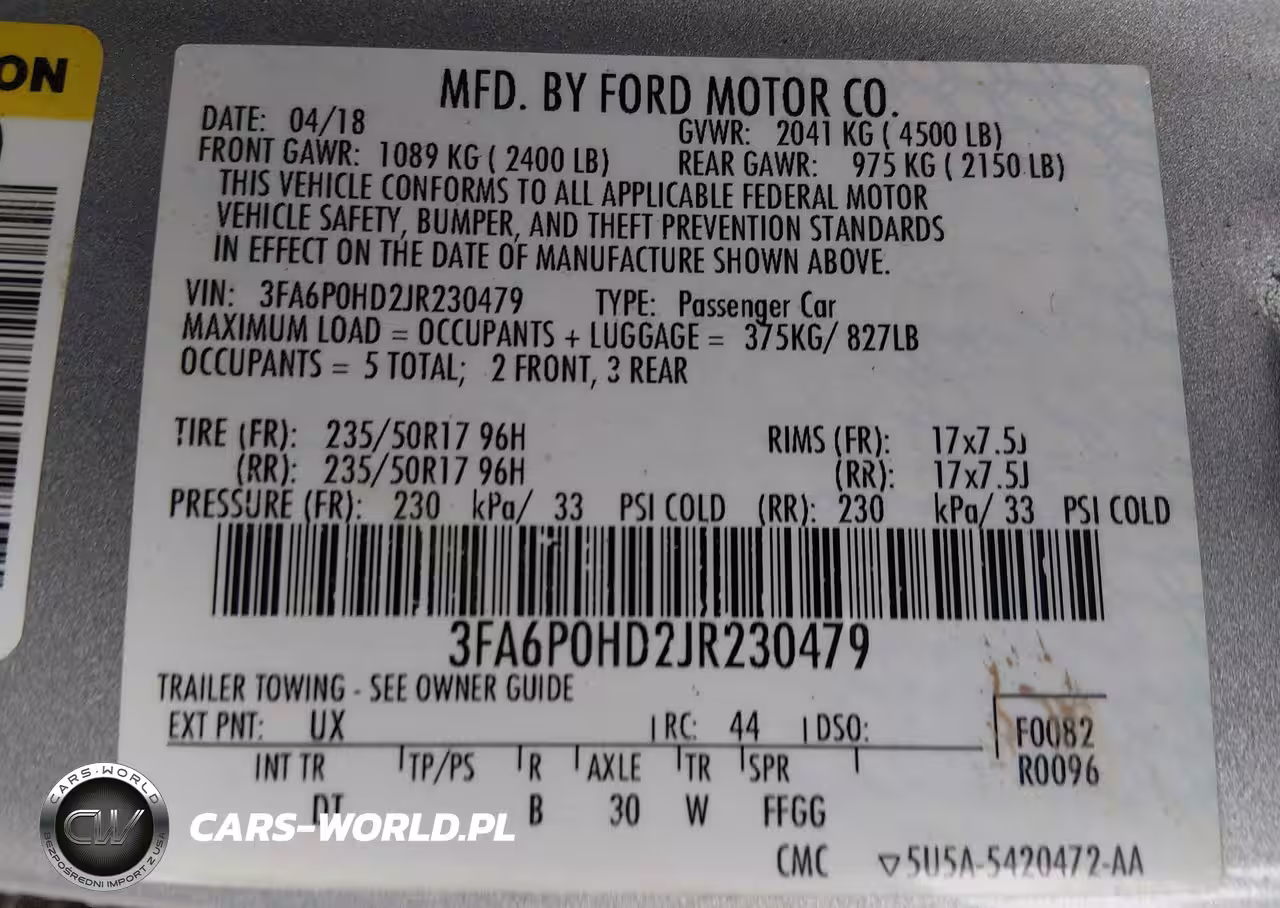 ON
MFD. BY FORD MOTOR CO.
DATE: 04/18 GVWR: 2041 KG ( 4500 LB)
FRONT GAWR: 1089 KG ( 2400 LB) REAR GAWR: 975 KG ( 2150 LB)
THIS VEHICLE CONFORMS TO ALL APPLICABLE FEDERAL MOTOR
VEHICLE SAFETY, BUMPER, AND THEFT PREVENTION STANDARDS
IN EFFECT ON THE DATE OF MANUFACTURE SHOWN ABOVE.
VIN: 3FA6P0HD2JR230479 TYPE: Passenger Car
MAXIMUM LOAD = OCCUPANTS + LUGGAGE = 375KG/ 827LB
OCCUPANTS = 5 TOTAL; 2 FRONT, 3 REAR
TIRE (FR): 235/50R17 96H RIMS (FR): 17x7.5J
(RR): 235/50R17 96H (RR): 17x7.5J
PRESSURE (FR): 230 kPa/ 33 PSI COLD (RR): 230 kPa/ 33 PSI COLD
3FA6P0HD2JR230479
TRAILER TOWING - SEE OWNER GUIDE
EXT PNT: UX RC: 44 DSO: F0082
INT TR TP/PS R AXLE TR SPR R0096
DT B 30 W FFGG
CMC ▽5U5A-5420472-AA
CARS-WORLD
CW
BEZPOŚREDNI IMPORT Z USA
CARS-WORLD.PL